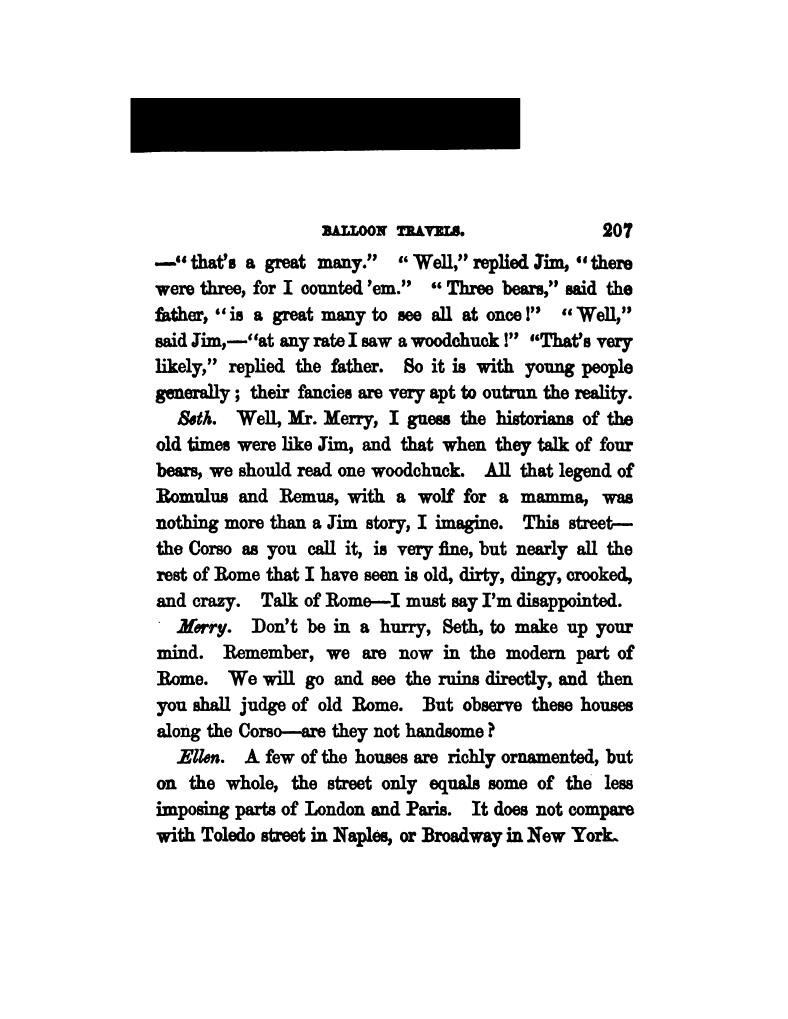 BALLOON TRAVELS. 207
—“that’s a great many.” “Well,” replied Jim, “there
were three, for I counted ’em.” “Three bears,” said the
father, “is a great many to see all at once!” “Well,”
said Jim,—“at any rate I saw a woodchuck!” “That’s very
likely,” replied the father. So it is with young people
generally; their fancies are very apt to outrun the reality.
Seth. Well, Mr. Merry, I guess the historians of the
old times were like Jim, and that when they talk of four
bears, we should read one woodchuck. All that legend of
Romulus and Remus, with a wolf for a mamma, was
nothing more than a Jim story, I imagine. This street—
the Corso as you call it, is very fine, but nearly all the
rest of Rome that I have seen is old, dirty, dingy, crooked,
and crazy. Talk of Rome—I must say I’m disappointed.
Merry. Don’t be in a hurry, Seth, to make up your
mind. Remember, we are now in the modern part of
Rome. We will go and see the ruins directly, and then
you shall judge of old Rome. But observe these houses
along the Corso—are they not handsome?
Ellen. A few of the houses are richly ornamented, but
on the whole, the street only equals some of the less
imposing parts of London and Paris. It does not compare
with Toledo street in Naples, or Broadway in New York.